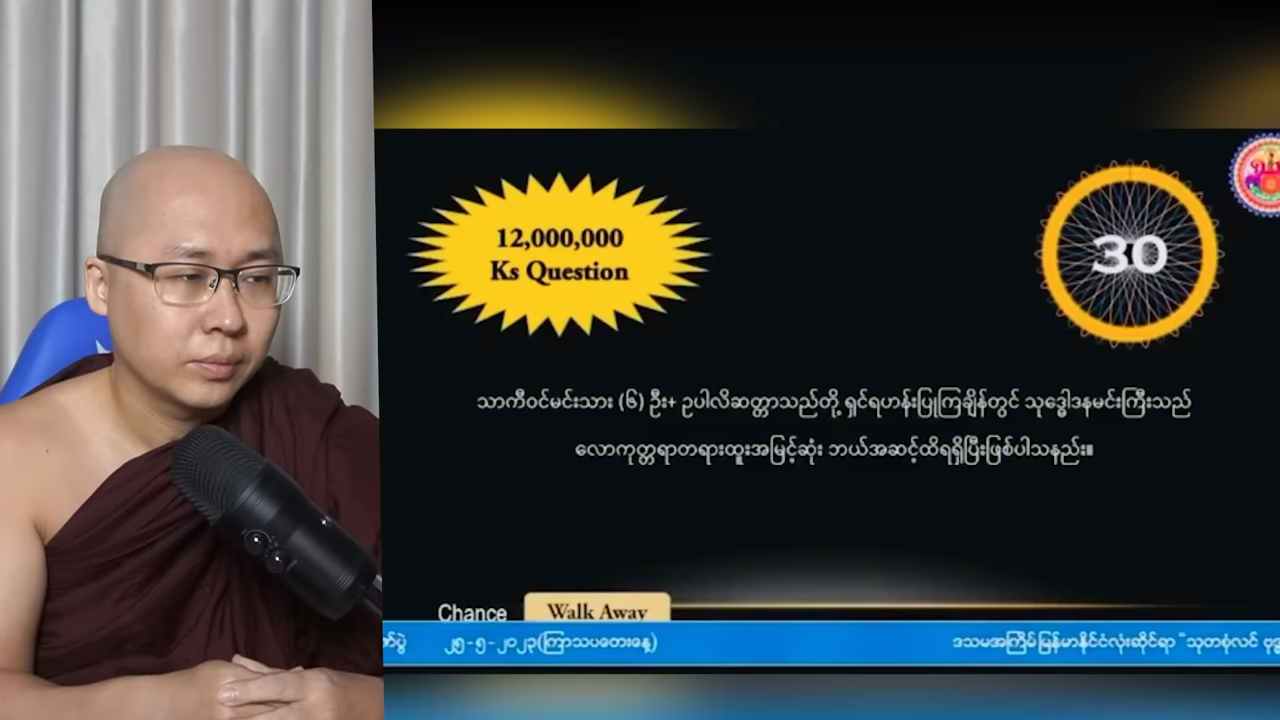 12,000,000
Ks Question
30
သာကီဝင်မင်းသား (၆) ဦး+ ဥပါလိဆတ္တာသည်တို့ ရှင်ရဟန်းပြုကြချိန်တွင် သုဒ္ဓေါဒနမင်းကြီးသည်
လောကုတ္တရာတရားထူးအမြင့်ဆုံး ဘယ်အဆင့်ထိရရှိပြီးဖြစ်ပါသနည်း။
Chance
Walk Away
၂၅-၅-၂၀၂၃(ကြာသပတေးနေ့)
ဒသမအကြိမ်မြန်မာနိုင်ငံလုံးဆိုင်ရာ “သုတစုံလင်